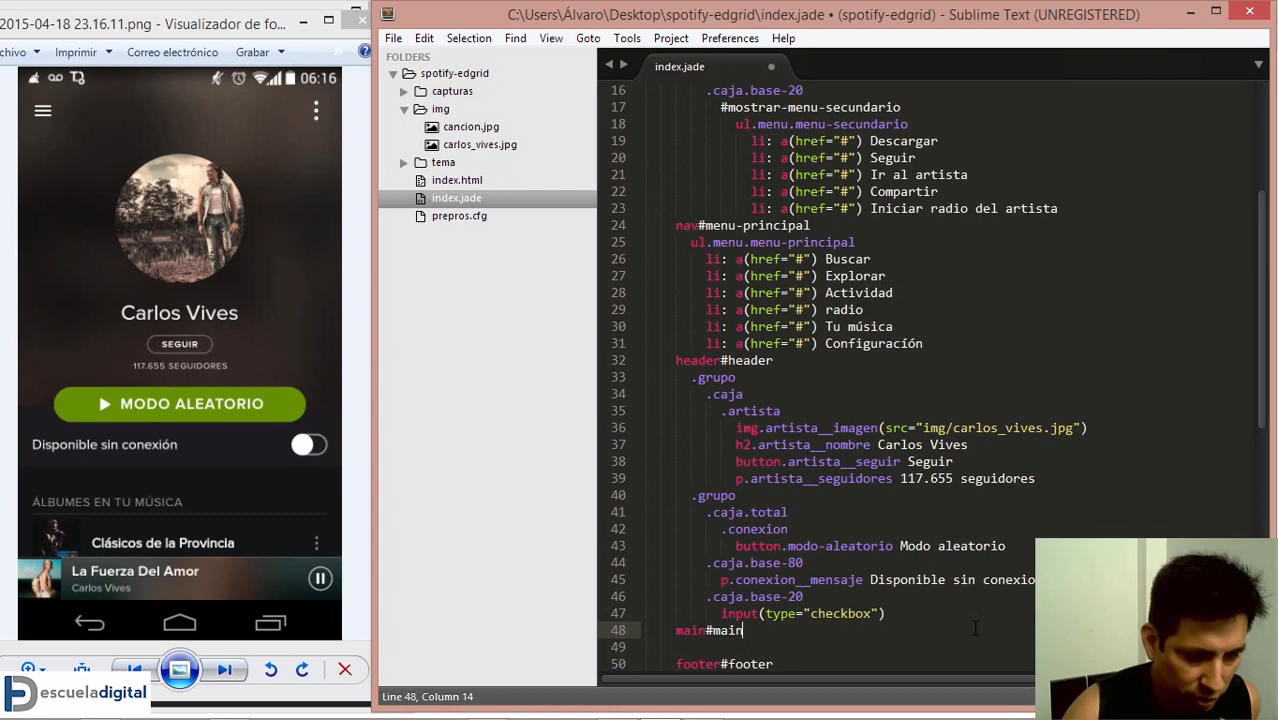 2015-04-18 23.16.11.png - Visualizador de fo...
chivo Imprimir Correo electrónico Grabar
06:16
Carlos Vives
SEGUIR
117.655 SEGUIDORES
MODO ALEATORIO
Disponible sin conexión
ÁLBUMES EN TU MÚSICA
Clásicos de la Provincia
La Fuerza Del Amor
Carlos Vives
escueladigital
C:\Users\Álvaro\Desktop\spotify-edgrid\index.jade • (spotify-edgrid) - Sublime Text (UNREGISTERED)
File Edit Selection Find View Goto Tools Project Preferences Help
FOLDERS
spotify-edgrid
capturas
img
cancion.jpg
carlos_vives.jpg
tema
index.html
index.jade
prepros.cfg
index.jade
16 .caja.base-20
17 #mostrar-menu-secundario
18 ul.menu.menu-secundario
19 li: a(href="#") Descargar
20 li: a(href="#") Seguir
21 li: a(href="#") Ir al artista
22 li: a(href="#") Compartir
23 li: a(href="#") Iniciar radio del artista
24 nav#menu-principal
25 ul.menu.menu-principal
26 li: a(href="#") Buscar
27 li: a(href="#") Explorar
28 li: a(href="#") Actividad
29 li: a(href="#") radio
30 li: a(href="#") Tu música
31 li: a(href="#") Configuracíón
32 header#header
33 .grupo
34 .caja
35 .artista
36 img.artista__imagen(src="img/carlos_vives.jpg")
37 h2.artista__nombre Carlos Vives
38 button.artista__seguir Seguir
39 p.artista__seguidores 117.655 seguidores
40 .grupo
41 .caja.total
42 .conexion
43 button.modo-aleatorio Modo aleatorio
44 .caja.base-80
45 p.conexion__mensaje Disponible sin conexio
46 .caja.base-20
47 input(type="checkbox")
48 main#main
49
50 footer#footer
Line 48, Column 14